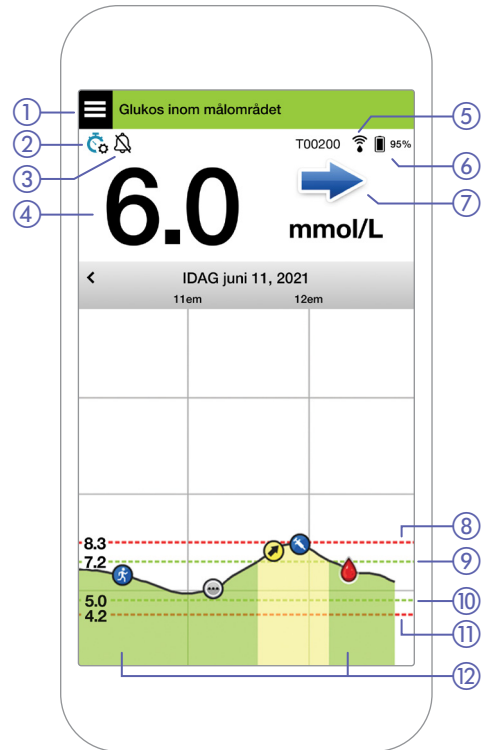 ① Glukos inom målområdet
② ③ T00200 ⑤ 95% ⑥
④ 6.0 mmol/L ⑦
IDAG juni 11, 2021
11em 12em
8.3 ⑧
7.2 ⑨
5.0 ⑩
4.2 ⑪
⑫